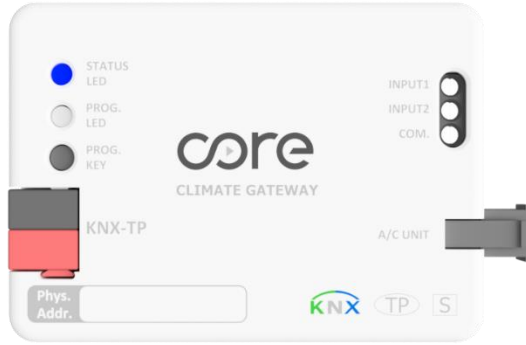 STATUS
LED
PROG.
LED
PROG.
KEY
INPUT1
INPUT2
COM.
core
CLIMATE GATEWAY
KNX-TP
A/C UNIT
Phys.
Addr.
KNX TP S